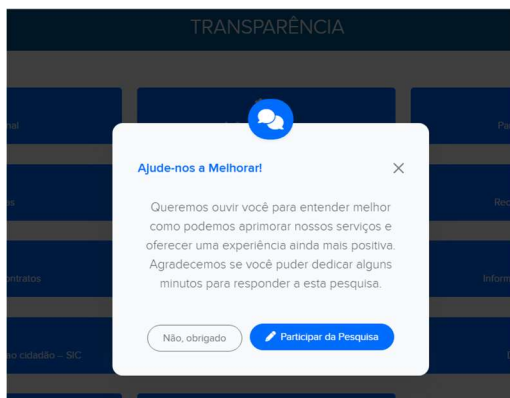 TRANSPARÊNCIA
Ajude-nos a Melhorar!
Queremos ouvir você para entender melhor
como podemos aprimorar nossos serviços e
oferecer uma experiência ainda mais positiva.
Agradecemos se você puder dedicar alguns
minutos para responder a esta pesquisa.
Não, obrigado
Participar da Pesquisa
ao cidadão – SIC